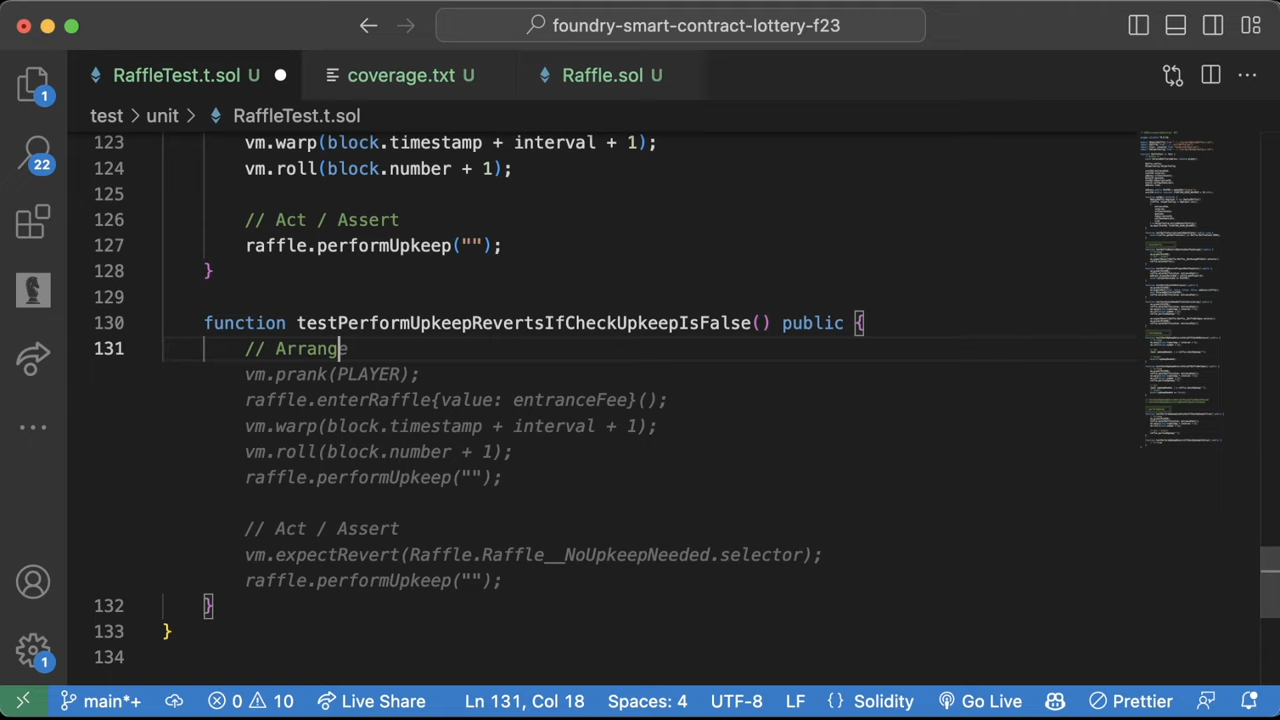 foundry-smart-contract-lottery-f23
RaffleTest.t.sol U
coverage.txt U
Raffle.sol U
1
test > unit > RaffleTest.t.sol
123 vm.warp(block.timestamp + interval + 1);
22
124 vm.roll(block.number + 1);
125
126 // Act / Assert
127 raffle.performUpkeep("");
128 }
129
130 function testPerformUpkeepRevertsifCheckUpkeepIsFalse() public {
131 // Arrange
vm.prank(PLAYER);
raffle.enterRaffle{value: entranceFee}();
vm.warp(block.timestamp + interval + 1);
vm.roll(block.number + 1);
raffle.performUpkeep("");
// Act / Assert
vm.expectRevert(Raffle.Raffle__NoUpkeepNeeded.selector);
raffle.performUpkeep("");
132 }
133 }
134
1
main*+ 0 10 Live Share Ln 131, Col 18 Spaces: 4 UTF-8 LF {} Solidity Go Live Prettier